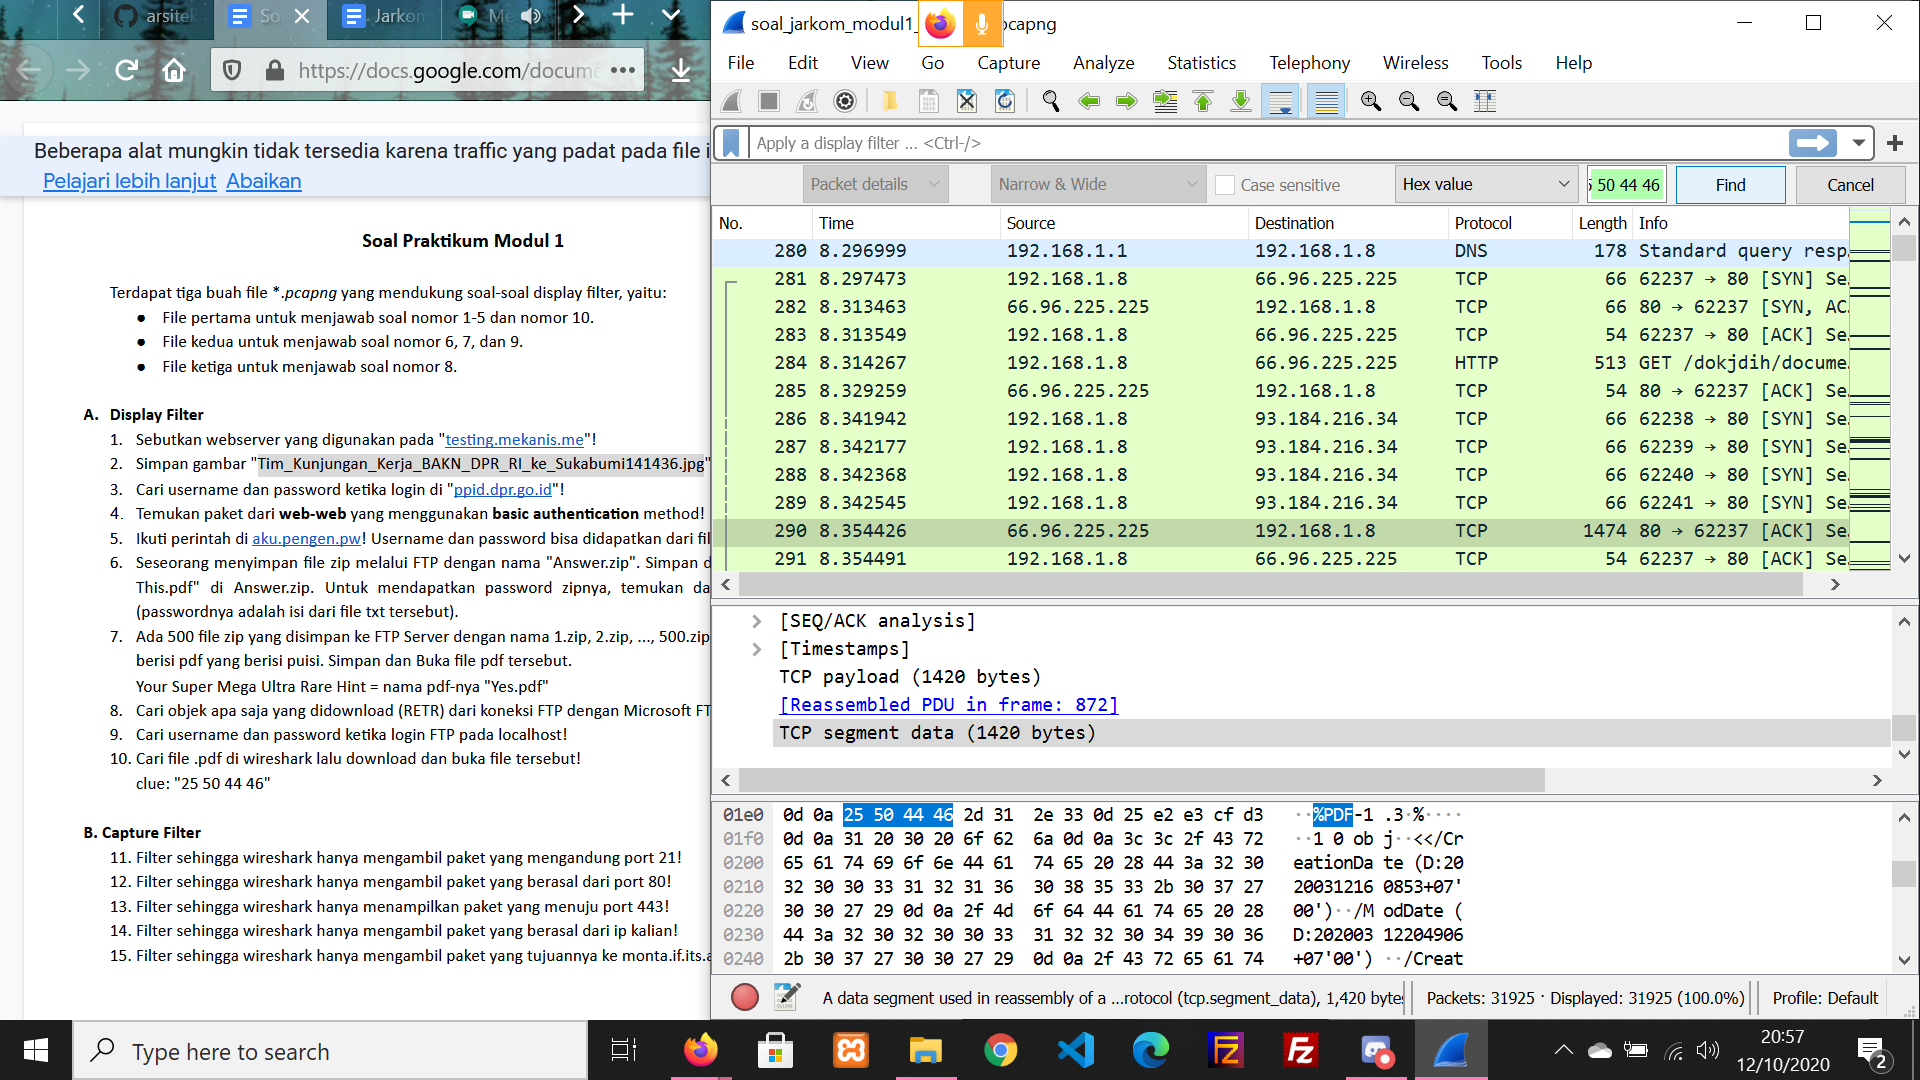 arsitek
So
Jarkom
Me
soal_jarkom_modul1_
pcapng
https://docs.google.com/docume
File Edit View Go Capture Analyze Statistics Telephony Wireless Tools Help
Apply a display filter ... <Ctrl-/>
Packet details
Narrow & Wide
Case sensitive
Hex value
50 44 46
Find
Cancel
Beberapa alat mungkin tidak tersedia karena traffic yang padat pada file i
Pelajari lebih lanjut Abaikan
Soal Praktikum Modul 1
Terdapat tiga buah file *.pcapng yang mendukung soal-soal display filter, yaitu:
● File pertama untuk menjawab soal nomor 1-5 dan nomor 10.
● File kedua untuk menjawab soal nomor 6, 7, dan 9.
● File ketiga untuk menjawab soal nomor 8.
A. Display Filter
1. Sebutkan webserver yang digunakan pada "testing.mekanis.me"!
2. Simpan gambar "Tim_Kunjungan_Kerja_BAKN_DPR_RI_ke_Sukabumi141436.jpg"
3. Cari username dan password ketika login di "ppid.dpr.go.id"!
4. Temukan paket dari web-web yang menggunakan basic authentication method!
5. Ikuti perintah di aku.pengen.pw! Username dan password bisa didapatkan dari fil
6. Seseorang menyimpan file zip melalui FTP dengan nama "Answer.zip". Simpan d
This.pdf" di Answer.zip. Untuk mendapatkan password zipnya, temukan da
(passwordnya adalah isi dari file txt tersebut).
7. Ada 500 file zip yang disimpan ke FTP Server dengan nama 1.zip, 2.zip, ..., 500.zip
berisi pdf yang berisi puisi. Simpan dan Buka file pdf tersebut.
Your Super Mega Ultra Rare Hint = nama pdf-nya "Yes.pdf"
8. Cari objek apa saja yang didownload (RETR) dari koneksi FTP dengan Microsoft FT
9. Cari username dan password ketika login FTP pada localhost!
10. Cari file .pdf di wireshark lalu download dan buka file tersebut!
clue: "25 50 44 46"
B. Capture Filter
11. Filter sehingga wireshark hanya mengambil paket yang mengandung port 21!
12. Filter sehingga wireshark hanya mengambil paket yang berasal dari port 80!
13. Filter sehingga wireshark hanya menampilkan paket yang menuju port 443!
14. Filter sehingga wireshark hanya mengambil paket yang berasal dari ip kalian!
15. Filter sehingga wireshark hanya mengambil paket yang tujuannya ke monta.if.its.a
No. Time Source Destination Protocol Length Info
280 8.296999 192.168.1.1 192.168.1.8 DNS 178 Standard query resp
281 8.297473 192.168.1.8 66.96.225.225 TCP 66 62237 → 80 [SYN] Se
282 8.313463 66.96.225.225 192.168.1.8 TCP 66 80 → 62237 [SYN, AC
283 8.313549 192.168.1.8 66.96.225.225 TCP 54 62237 → 80 [ACK] Se
284 8.314267 192.168.1.8 66.96.225.225 HTTP 513 GET /dokjdih/docume
285 8.329259 66.96.225.225 192.168.1.8 TCP 54 80 → 62237 [ACK] Se
286 8.341942 192.168.1.8 93.184.216.34 TCP 66 62238 → 80 [SYN] Se
287 8.342177 192.168.1.8 93.184.216.34 TCP 66 62239 → 80 [SYN] Se
288 8.342368 192.168.1.8 93.184.216.34 TCP 66 62240 → 80 [SYN] Se
289 8.342545 192.168.1.8 93.184.216.34 TCP 66 62241 → 80 [SYN] Se
290 8.354426 66.96.225.225 192.168.1.8 TCP 1474 80 → 62237 [ACK] Se
291 8.354491 192.168.1.8 66.96.225.225 TCP 54 62237 → 80 [ACK] Se
[SEQ/ACK analysis]
[Timestamps]
TCP payload (1420 bytes)
[Reassembled PDU in frame: 872]
TCP segment data (1420 bytes)
01e0 0d 0a 25 50 44 46 2d 31 2e 33 0d 25 e2 e3 cf d3 ··%PDF-1 .3·%····
01f0 0d 0a 31 20 30 20 6f 62 6a 0d 0a 3c 3c 2f 43 72 ··1 0 ob j··<</Cr
0200 65 61 74 69 6f 6e 44 61 74 65 20 28 44 3a 32 30 eationDa te (D:20
0210 32 30 30 33 31 32 31 36 30 38 35 33 2b 30 37 27 20031216 0853+07'
0220 30 30 27 29 0d 0a 2f 4d 6f 64 44 61 74 65 20 28 00')··/M odDate (
0230 44 3a 32 30 32 30 30 33 31 32 32 30 34 39 30 36 D:202003 12204906
0240 2b 30 37 27 30 30 27 29 0d 0a 2f 43 72 65 61 74 +07'00') ··/Creat
A data segment used in reassembly of a ...rotocol (tcp.segment_data), 1,420 byte
Packets: 31925 · Displayed: 31925 (100.0%)
Profile: Default
Type here to search
20:57
12/10/2020
2